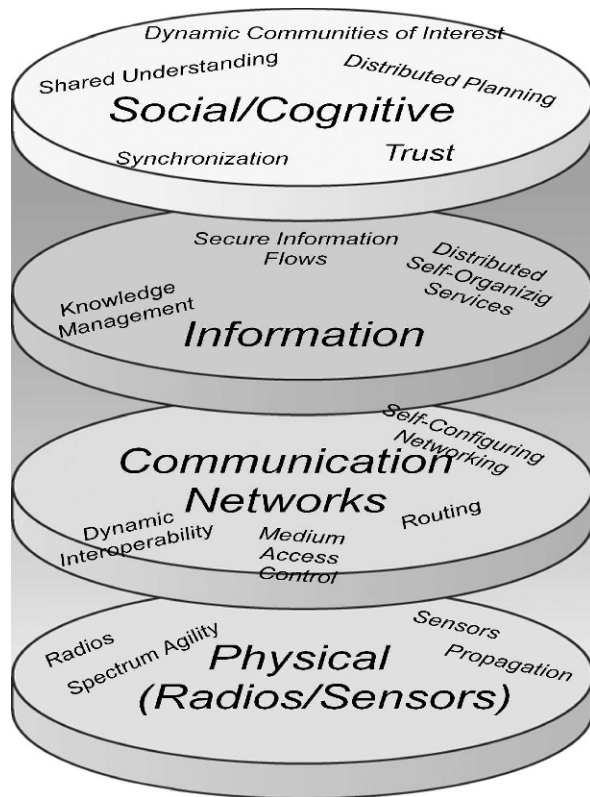 Dynamic Communities of Interest
Shared Understanding
Distributed Planning
Social/Cognitive
Synchronization
Trust
Secure Information
Flows
Distributed
Self-Organizig
Services
Knowledge
Management
Information
Self-Configuring
Networking
Communication
Networks
Dynamic
Interoperability
Medium
Access
Control
Routing
Radios
Spectrum Agility
Sensors
Propagation
Physical
(Radios/Sensors)